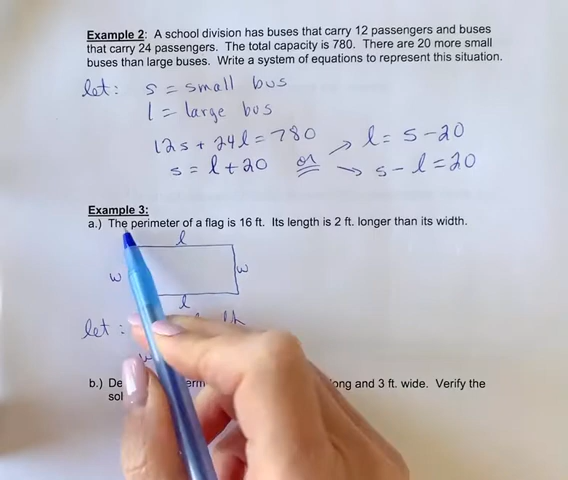 Example 2: A school division has buses that carry 12 passengers and buses
that carry 24 passengers. The total capacity is 780. There are 20 more small
buses than large buses. Write a system of equations to represent this situation.
let: s = small bus
l = large bus
12s + 24l = 780
s = l + 20 or → l = s - 20
→ s - l = 20
Example 3:
a.) The perimeter of a flag is 16 ft. Its length is 2 ft. longer than its width.
l
w w
l
let :
b.) ong and 3 ft. wide. Verify the